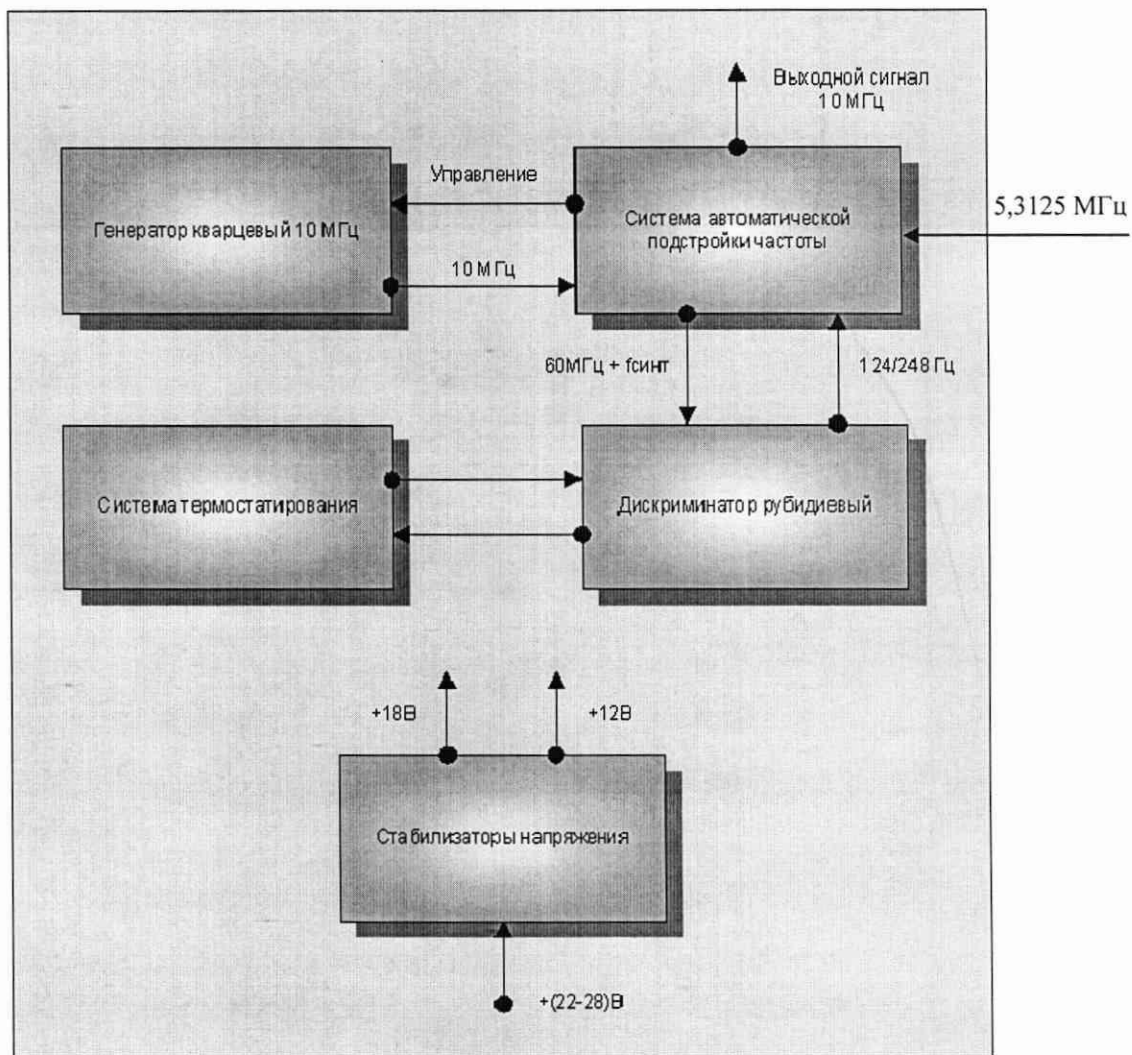 Выходной сигнал
10 МГц
Управление
5,3125 МГц
Генератор кварцевый 10 МГц
Система автоматической
подстройки частоты
10 МГц
60МГц + fсинт
124/248 Гц
Система термостатирования
Дискриминатор рубидиевый
+18В
+12В
Стабилизаторы напряжения
+(22-28)В